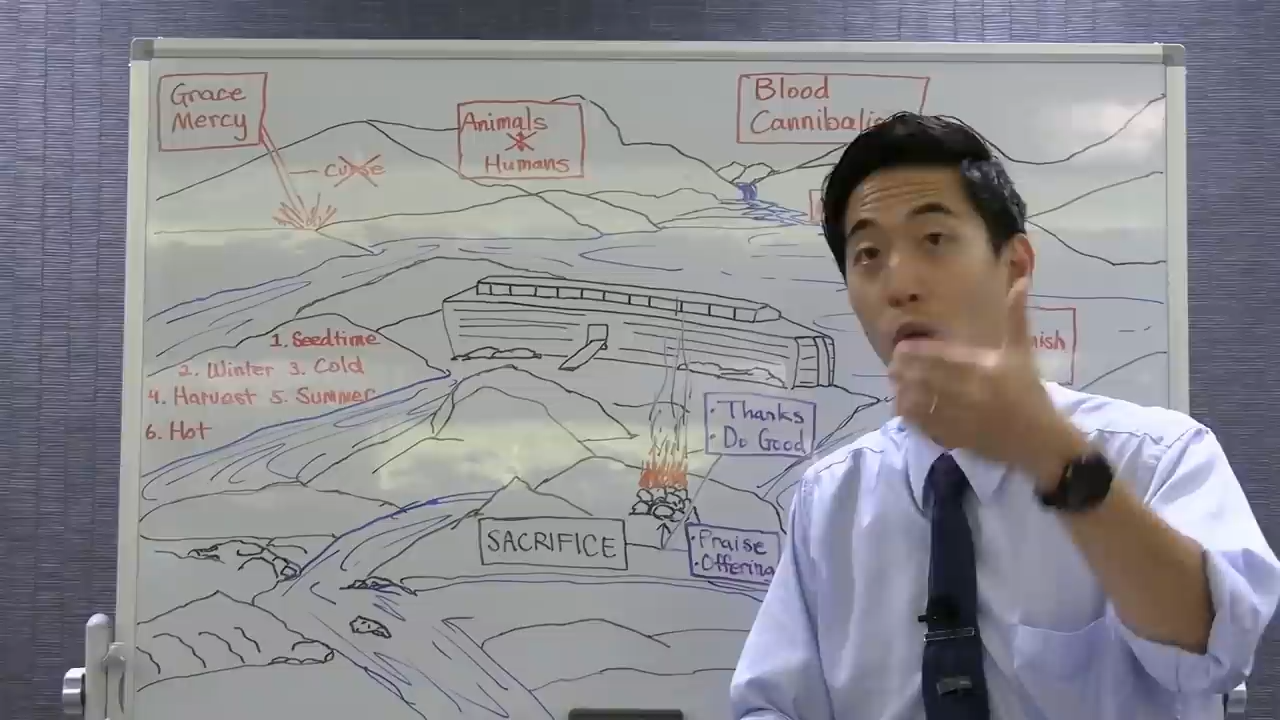 Grace
Mercy
Curse
Animals
Humans
Blood
1. Seedtime
2. Winter 3. Cold
4. Harvest 5. Summer
6. Hot
• Thanks
• Do Good
SACRIFICE
• Praise
• Offering